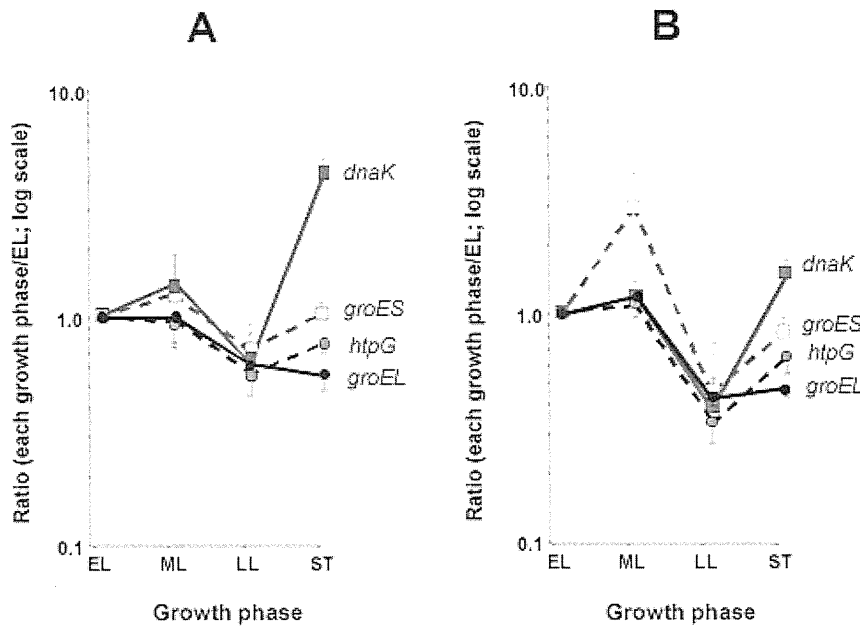 A
B
Ratio (each growth phase/EL; log scale)
10.0
1.0
0.1
EL
ML
LL
ST
dnaK
groES
htpG
groEL
Growth phase
Ratio (each growth phase/EL; log scale)
10.0
1.0
0.1
EL
ML
LL
ST
dnaK
groES
htpG
groEL
Growth phase